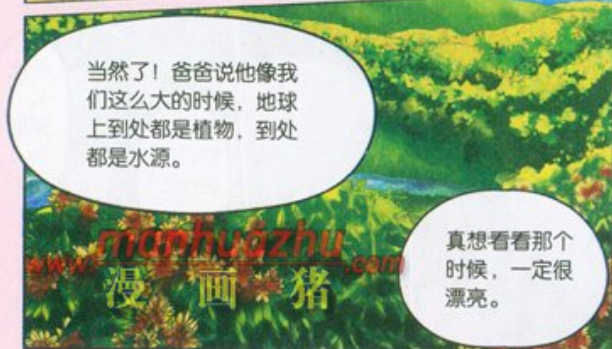 当然了！爸爸说他像我
们这么大的时候，地球
上到处都是植物，到处
都是水源。
www.manhuazhu.com
漫画猪
真想看看那个
时候，一定很
漂亮。